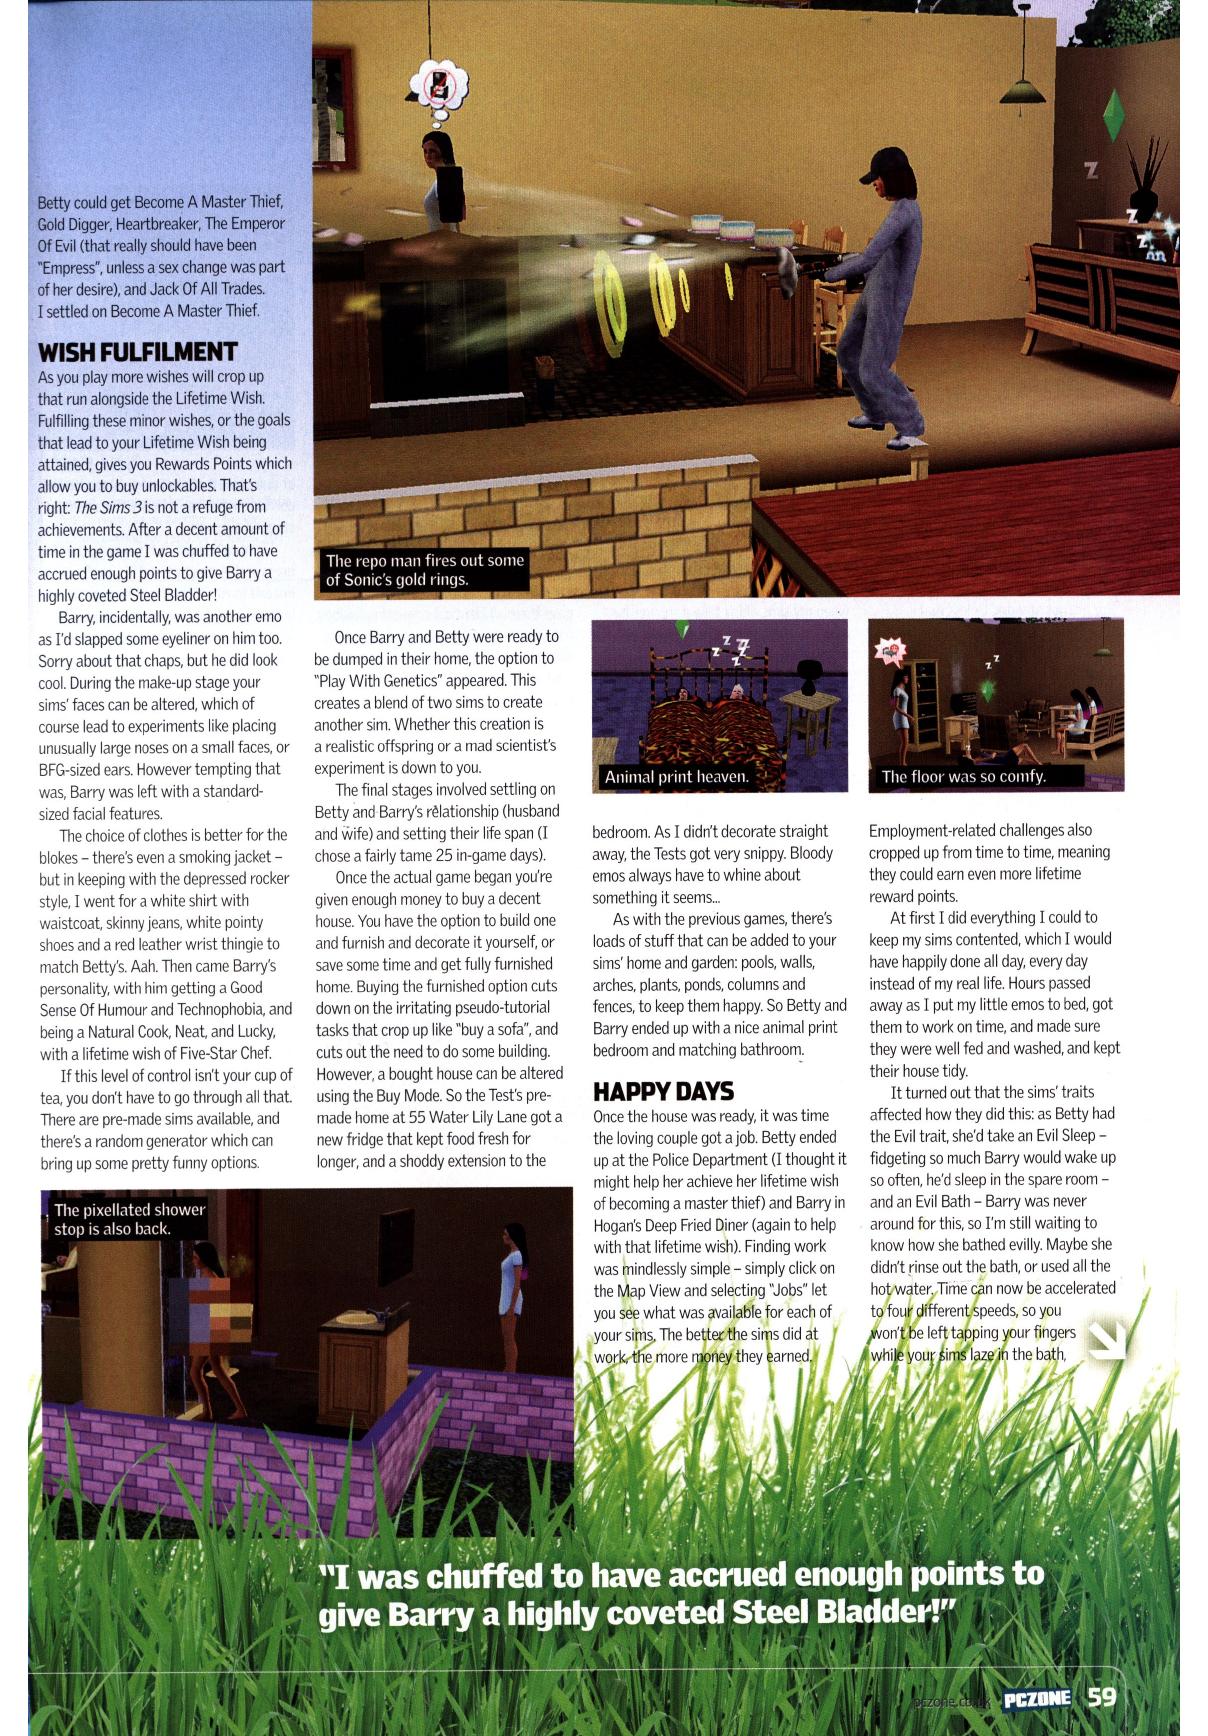 Betty could get Become A Master Thief,
Gold Digger, Heartbreaker, The Emperor
Of Evil (that really should have been
"Empress", unless a sex change was part
of her desire), and Jack Of All Trades.
I settled on Become A Master Thief.
WISH FULFILMENT
As you play more wishes will crop up
that run alongside the Lifetime Wish.
Fulfilling these minor wishes, or the goals
that lead to your Lifetime Wish being
attained, gives you Rewards Points which
allow you to buy unlockables. That's
right: The Sims 3 is not a refuge from
achievements. After a decent amount of
time in the game I was chuffed to have
accrued enough points to give Barry a
highly coveted Steel Bladder!
Barry, incidentally, was another emo
as I'd slapped some eyeliner on him too.
Sorry about that chaps, but he did look
cool. During the make-up stage your
sims' faces can be altered, which of
course lead to experiments like placing
unusually large noses on a small faces, or
BFG-sized ears. However tempting that
was, Barry was left with a standard-
sized facial features.
The choice of clothes is better for the
blokes – there's even a smoking jacket –
but in keeping with the depressed rocker
style, I went for a white shirt with
waistcoat, skinny jeans, white pointy
shoes and a red leather wrist thingie to
match Betty's. Aah. Then came Barry's
personality, with him getting a Good
Sense Of Humour and Technophobia, and
being a Natural Cook, Neat, and Lucky,
with a lifetime wish of Five-Star Chef.
If this level of control isn't your cup of
tea, you don't have to go through all that.
There are pre-made sims available, and
there's a random generator which can
bring up some pretty funny options.
The repo man fires out some
of Sonic's gold rings.
The pixellated shower
stop is also back.
Once Barry and Betty were ready to
be dumped in their home, the option to
"Play With Genetics" appeared. This
creates a blend of two sims to create
another sim. Whether this creation is
a realistic offspring or a mad scientist's
experiment is down to you.
The final stages involved settling on
Betty and Barry's relationship (husband
and wife) and setting their life span (I
chose a fairly tame 25 in-game days).
Once the actual game began you're
given enough money to buy a decent
house. You have the option to build one
and furnish and decorate it yourself, or
save some time and get fully furnished
home. Buying the furnished option cuts
down on the irritating pseudo-tutorial
tasks that crop up like "buy a sofa", and
cuts out the need to do some building.
However, a bought house can be altered
using the Buy Mode. So the Test's pre-
made home at 55 Water Lily Lane got a
new fridge that kept food fresh for
longer, and a shoddy extension to the
Animal print heaven.
The floor was so comfy.
bedroom. As I didn't decorate straight
away, the Tests got very snippy. Bloody
emos always have to whine about
something it seems...
As with the previous games, there's
loads of stuff that can be added to your
sims' home and garden: pools, walls,
arches, plants, ponds, columns and
fences, to keep them happy. So Betty and
Barry ended up with a nice animal print
bedroom and matching bathroom.
HAPPY DAYS
Once the house was ready, it was time
the loving couple got a job. Betty ended
up at the Police Department (I thought it
might help her achieve her lifetime wish
of becoming a master thief) and Barry in
Hogan's Deep Fried Diner (again to help
with that lifetime wish). Finding work
was mindlessly simple – simply click on
the Map View and selecting "Jobs" let
you see what was available for each of
your sims. The better the sims did at
work, the more money they earned.
Employment-related challenges also
cropped up from time to time, meaning
they could earn even more lifetime
reward points.
At first I did everything I could to
keep my sims contented, which I would
have happily done all day, every day
instead of my real life. Hours passed
away as I put my little emos to bed, got
them to work on time, and made sure
they were well fed and washed, and kept
their house tidy.
It turned out that the sims' traits
affected how they did this: as Betty had
the Evil trait, she'd take an Evil Sleep –
fidgeting so much Barry would wake up
so often, he'd sleep in the spare room –
and an Evil Bath – Barry was never
around for this, so I'm still waiting to
know how she bathed evilly. Maybe she
didn't rinse out the bath, or used all the
hot water. Time can now be accelerated
to four different speeds, so you
won't be left tapping your fingers
while your sims laze in the bath,
"I was chuffed to have accrued enough points to
give Barry a highly coveted Steel Bladder!"
pczone.co.uk PCZONE 59